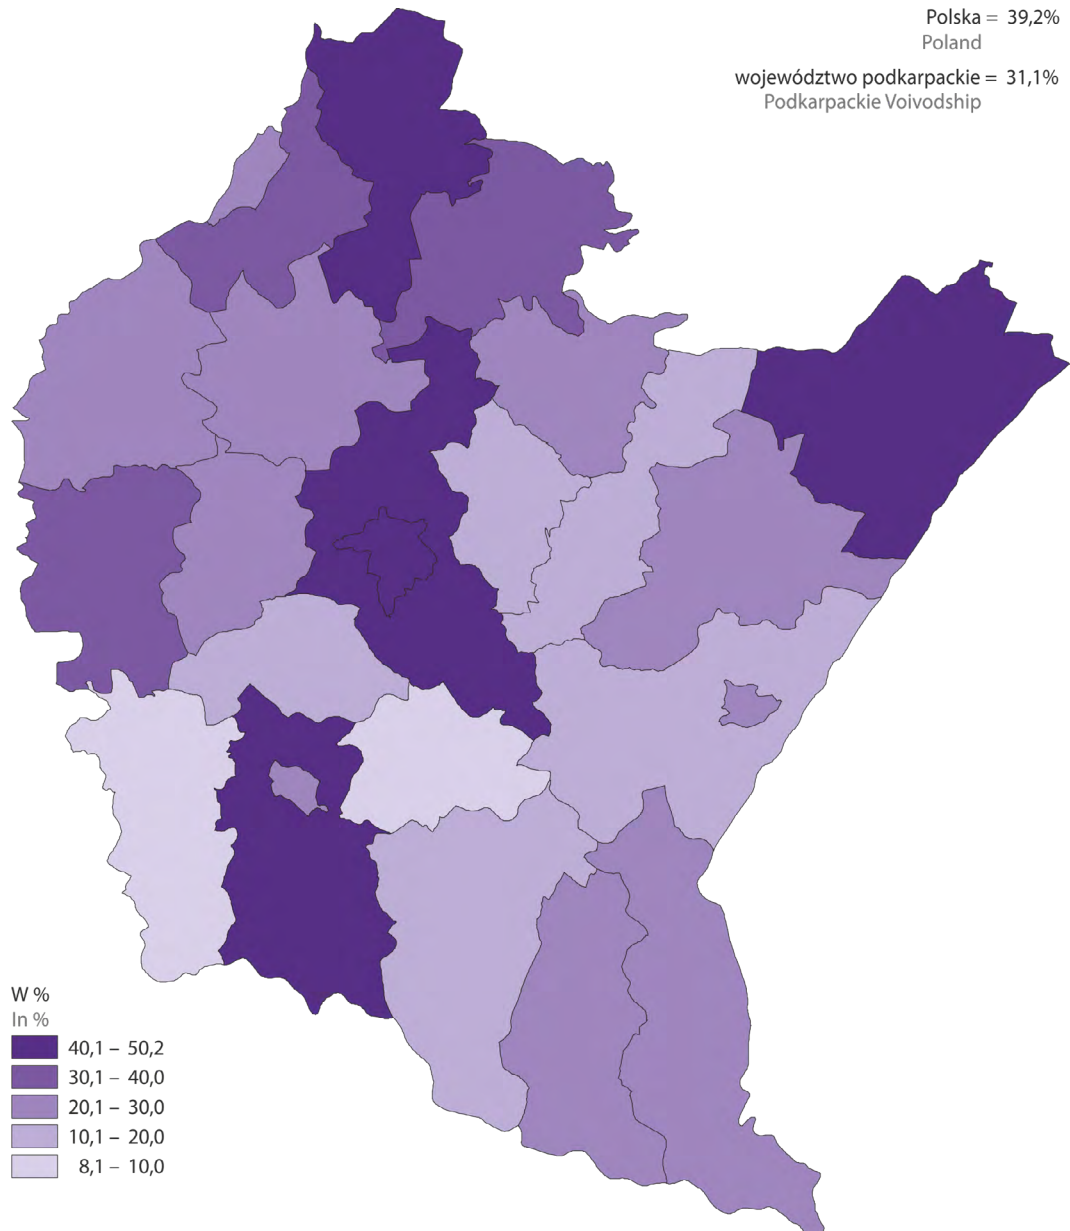 Polska = 39,2%
Poland
województwo podkarpackie = 31,1%
Podkarpackie Voivodship
W %
In %
40,1 – 50,2
30,1 – 40,0
20,1 – 30,0
10,1 – 20,0
8,1 – 10,0